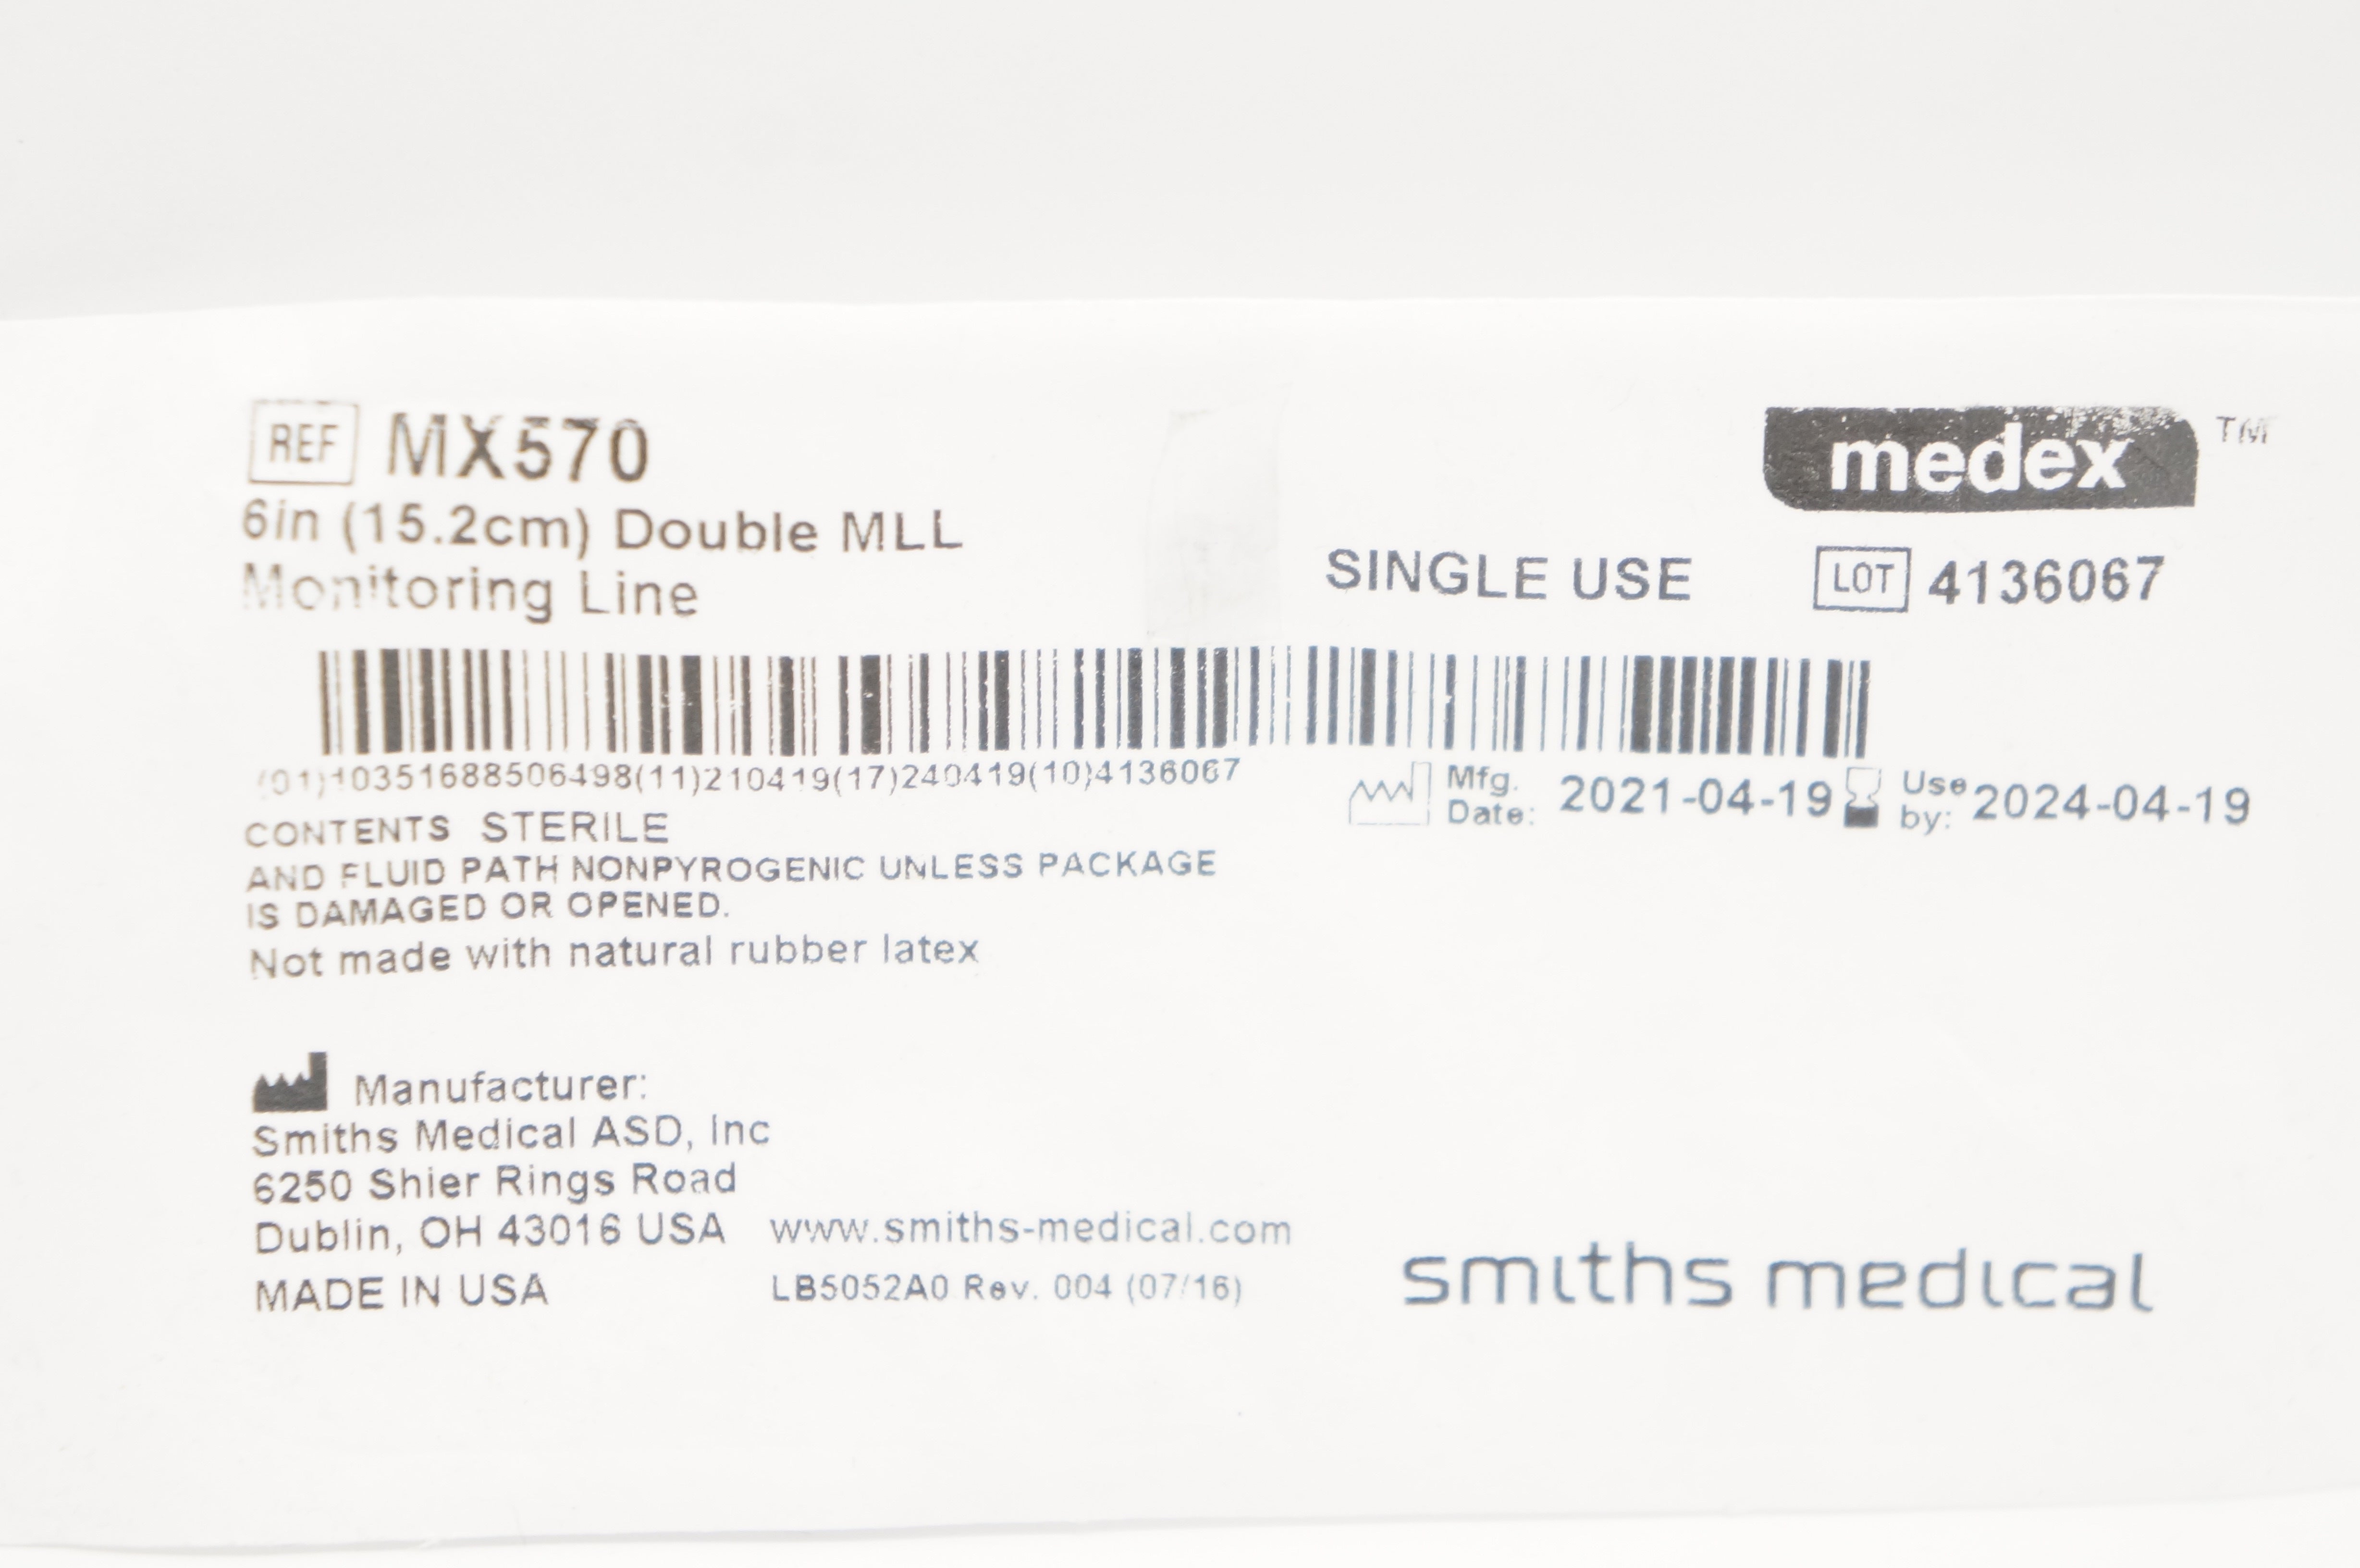 REF MX570
6in (15.2cm) Double MLL
Monitoring Line
medex TM
SINGLE USE
LOT 4136067
(01)10351688506498(11)210419(17)240419(10)4136067
Mfg. Date: 2021-04-19
Use by: 2024-04-19
CONTENTS STERILE
AND FLUID PATH NONPYROGENIC UNLESS PACKAGE
IS DAMAGED OR OPENED.
Not made with natural rubber latex
Manufacturer:
Smiths Medical ASD, Inc
6250 Shier Rings Road
Dublin, OH 43016 USA www.smiths-medical.com
MADE IN USA LB5052A0 Rev. 004 (07/16)
smiths medical